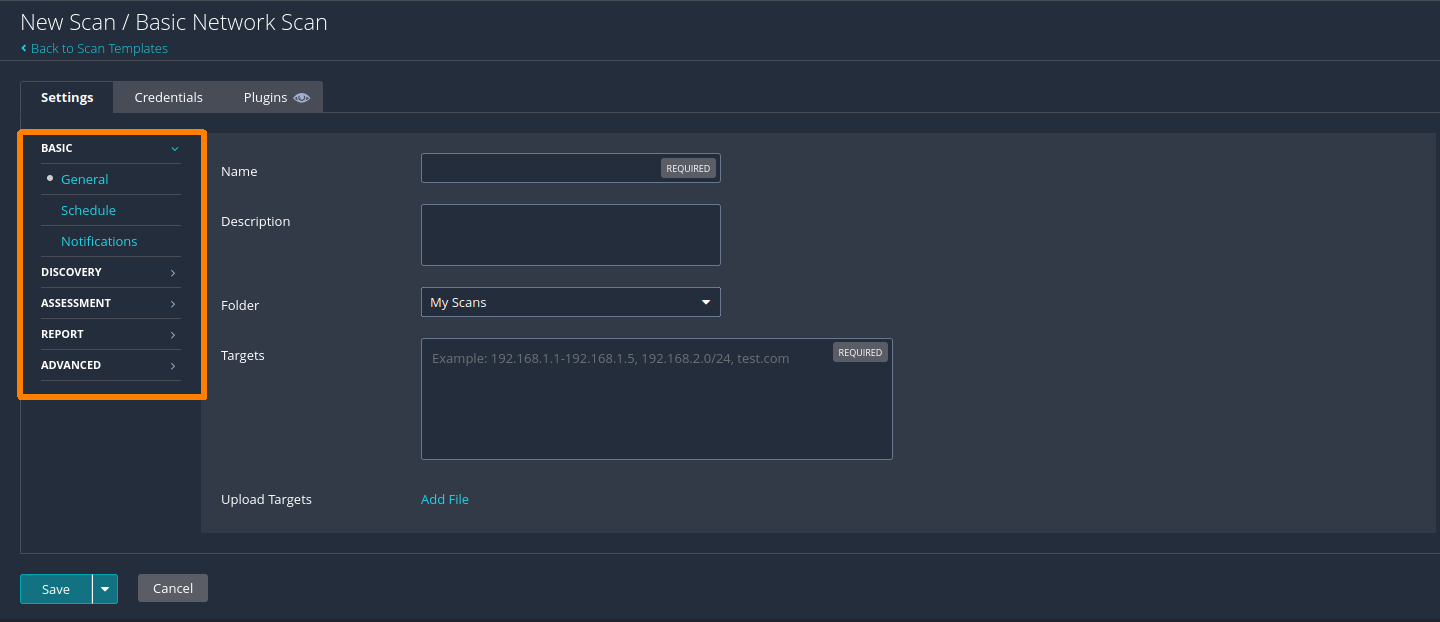 New Scan / Basic Network Scan
Back to Scan Templates
Settings
Credentials
Plugins
BASIC
General
Schedule
Notifications
DISCOVERY
ASSESSMENT
REPORT
ADVANCED
Name
REQUIRED
Description
Folder
My Scans
Targets
Example: 192.168.1.1-192.168.1.5, 192.168.2.0/24, test.com
REQUIRED
Upload Targets
Add File
Save
Cancel